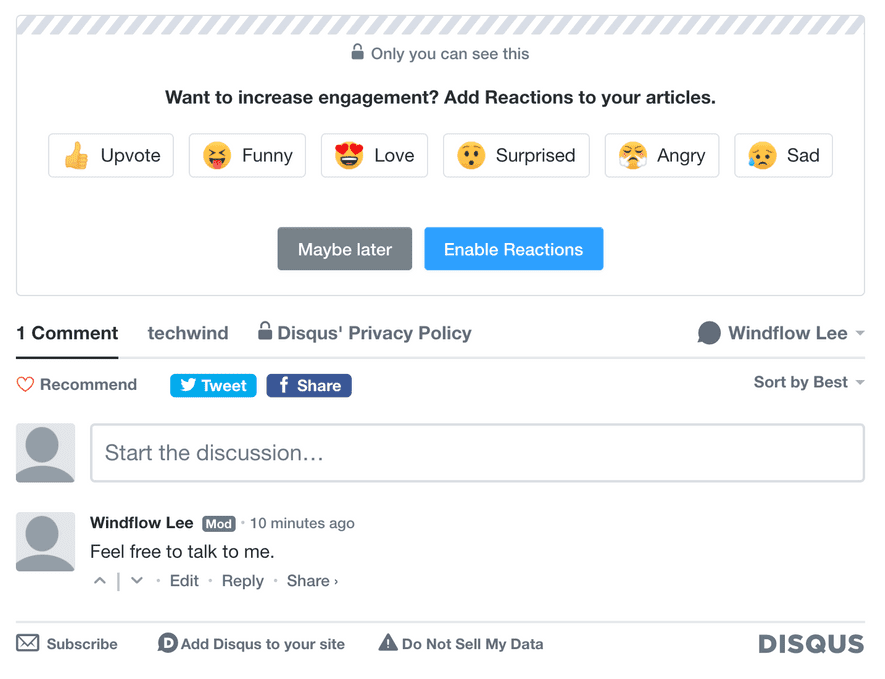 Only you can see this
Want to increase engagement? Add Reactions to your articles.
Upvote Funny Love Surprised Angry Sad
Maybe later Enable Reactions
1 Comment techwind Disqus' Privacy Policy Windflow Lee
Recommend Tweet f Share Sort by Best
Start the discussion…
Windflow Lee Mod • 10 minutes ago
Feel free to talk to me.
• Edit • Reply • Share ›
Subscribe D Add Disqus to your site Do Not Sell My Data DISQUS